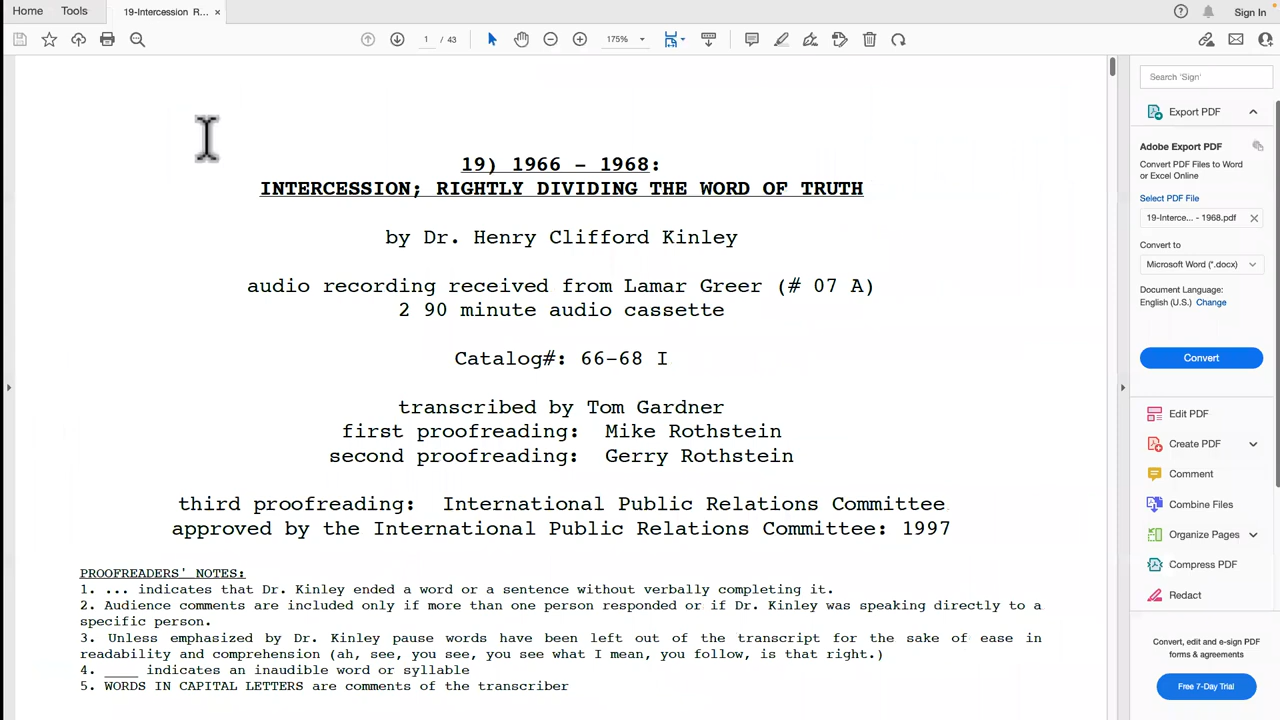 Home
Tools
19-Intercession R... ×
Sign In
1 / 43
175%
Search 'Sign'
Export PDF
Adobe Export PDF
Convert PDF Files to Word
or Excel Online
Select PDF File
19-Interce... - 1968.pdf
Convert to
Microsoft Word (*.docx)
Document Language:
English (U.S.) Change
Convert
Edit PDF
Create PDF
Comment
Combine Files
Organize Pages
Compress PDF
Redact
Convert, edit and e-sign PDF
forms & agreements
Free 7-Day Trial
19) 1966 - 1968:
INTERCESSION; RIGHTLY DIVIDING THE WORD OF TRUTH
by Dr. Henry Clifford Kinley
audio recording received from Lamar Greer (# 07 A)
2 90 minute audio cassette
Catalog#: 66-68 I
transcribed by Tom Gardner
first proofreading: Mike Rothstein
second proofreading: Gerry Rothstein
third proofreading: International Public Relations Committee
approved by the International Public Relations Committee: 1997
PROOFREADERS' NOTES:
1. ... indicates that Dr. Kinley ended a word or a sentence without verbally completing it.
2. Audience comments are included only if more than one person responded or if Dr. Kinley was speaking directly to a
specific person.
3. Unless emphasized by Dr. Kinley pause words have been left out of the transcript for the sake of ease in
readability and comprehension (ah, see, you see, you see what I mean, you follow, is that right.)
4. ____ indicates an inaudible word or syllable
5. WORDS IN CAPITAL LETTERS are comments of the transcriber